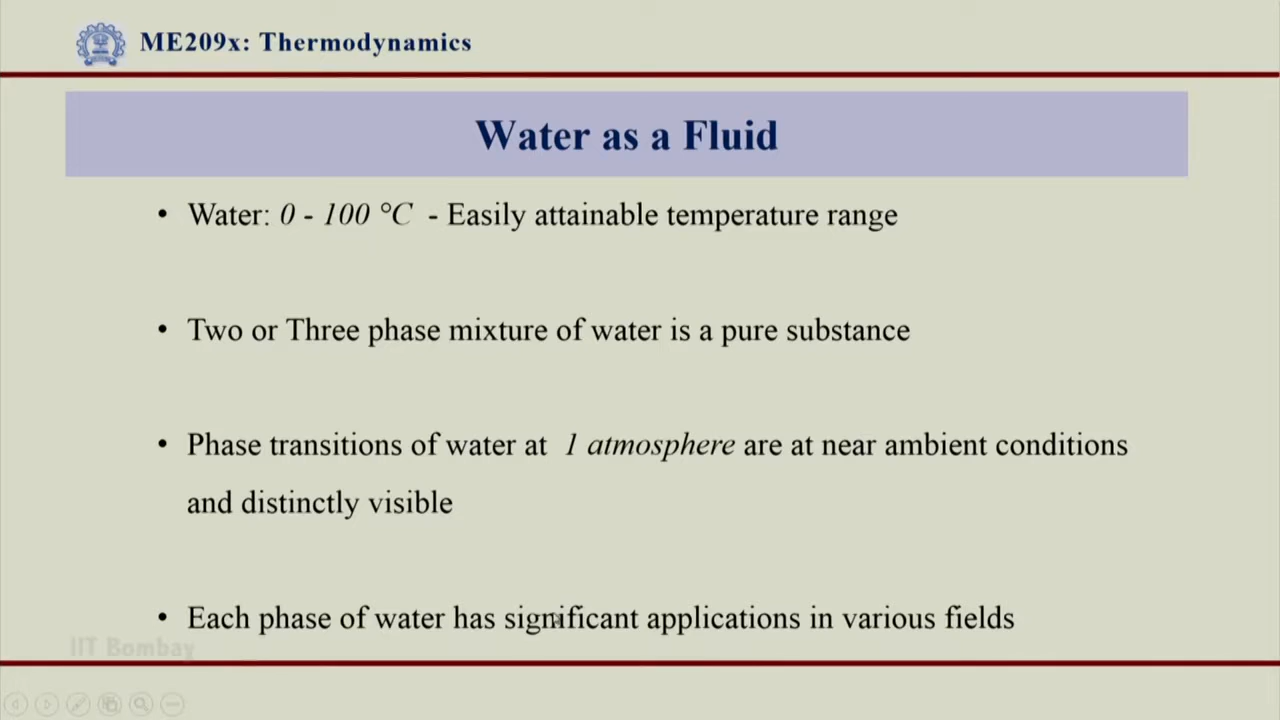 ME209x: Thermodynamics
Water as a Fluid
• Water: 0 - 100 °C - Easily attainable temperature range
• Two or Three phase mixture of water is a pure substance
• Phase transitions of water at 1 atmosphere are at near ambient conditions
and distinctly visible
• Each phase of water has significant applications in various fields
IIT Bombay